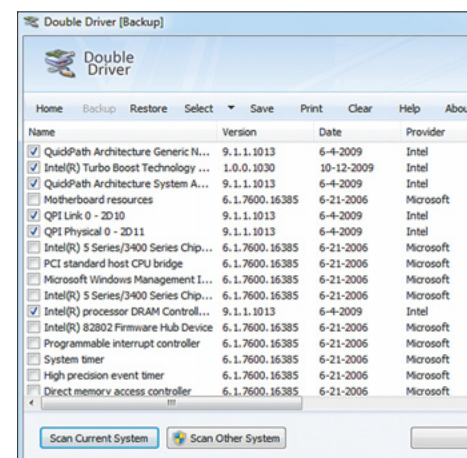 Double Driver [Backup]
Double
Driver
Home Backup Restore Select Save Print Clear Help Abou
Name Version Date Provider
QuickPath Architecture Generic N... 9.1.1.1013 6-4-2009 Intel
Intel(R) Turbo Boost Technology ... 1.0.0.1030 10-12-2009 Intel
QuickPath Architecture System A... 9.1.1.1013 6-4-2009 Intel
Motherboard resources 6.1.7600.16385 6-21-2006 Microsoft
QPI Link 0 - 2D10 9.1.1.1013 6-4-2009 Intel
QPI Physical 0 - 2D11 9.1.1.1013 6-4-2009 Intel
Intel(R) 5 Series/3400 Series Chip... 6.1.7600.16385 6-21-2006 Microsoft
PCI standard host CPU bridge 6.1.7600.16385 6-21-2006 Microsoft
Microsoft Windows Management I... 6.1.7600.16385 6-21-2006 Microsoft
Intel(R) 5 Series/3400 Series Chip... 6.1.7600.16385 6-21-2006 Microsoft
Intel(R) processor DRAM Controll... 9.1.1.1013 6-4-2009 Intel
Intel(R) 82802 Firmware Hub Device 6.1.7600.16385 6-21-2006 Microsoft
Programmable interrupt controller 6.1.7600.16385 6-21-2006 Microsoft
System timer 6.1.7600.16385 6-21-2006 Microsoft
High precision event timer 6.1.7600.16385 6-21-2006 Microsoft
Direct memory access controller 6.1.7600.16385 6-21-2006 Microsoft
Scan Current System Scan Other System